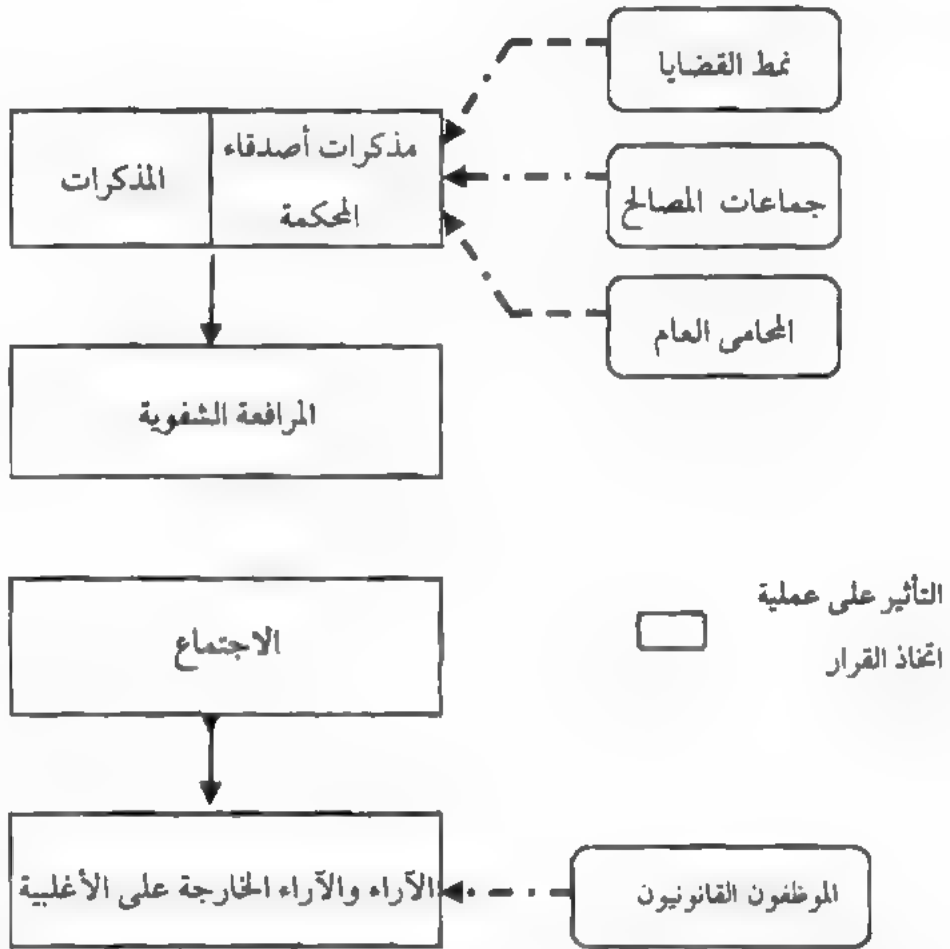 نمط القضايا
مذكرات أصدقاء
المحكمة
المذكرات
جماعات المصالح
المحامى العام
المرافعة الشفوية
الاجتماع
التأثير على عملية
اتخاذ القرار
الآراء والآراء الخارجة على الأغلبية
الموظفون القانونيون